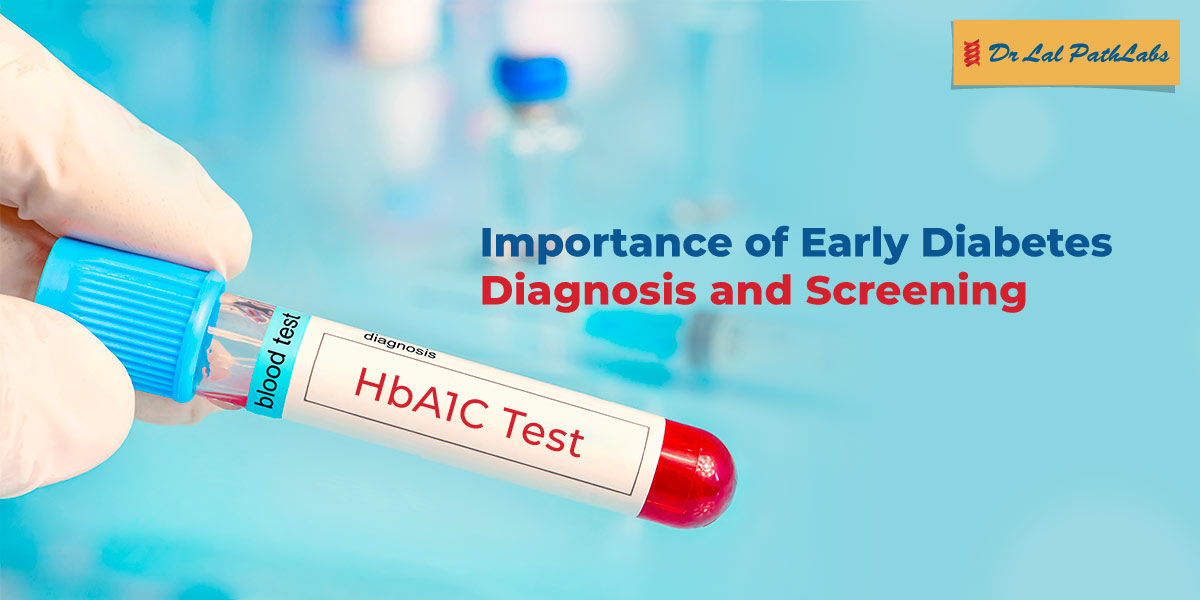 Dr Lal PathLabs
Importance of Early Diabetes
Diagnosis and Screening
blood test
diagnosis
HbA1C Test